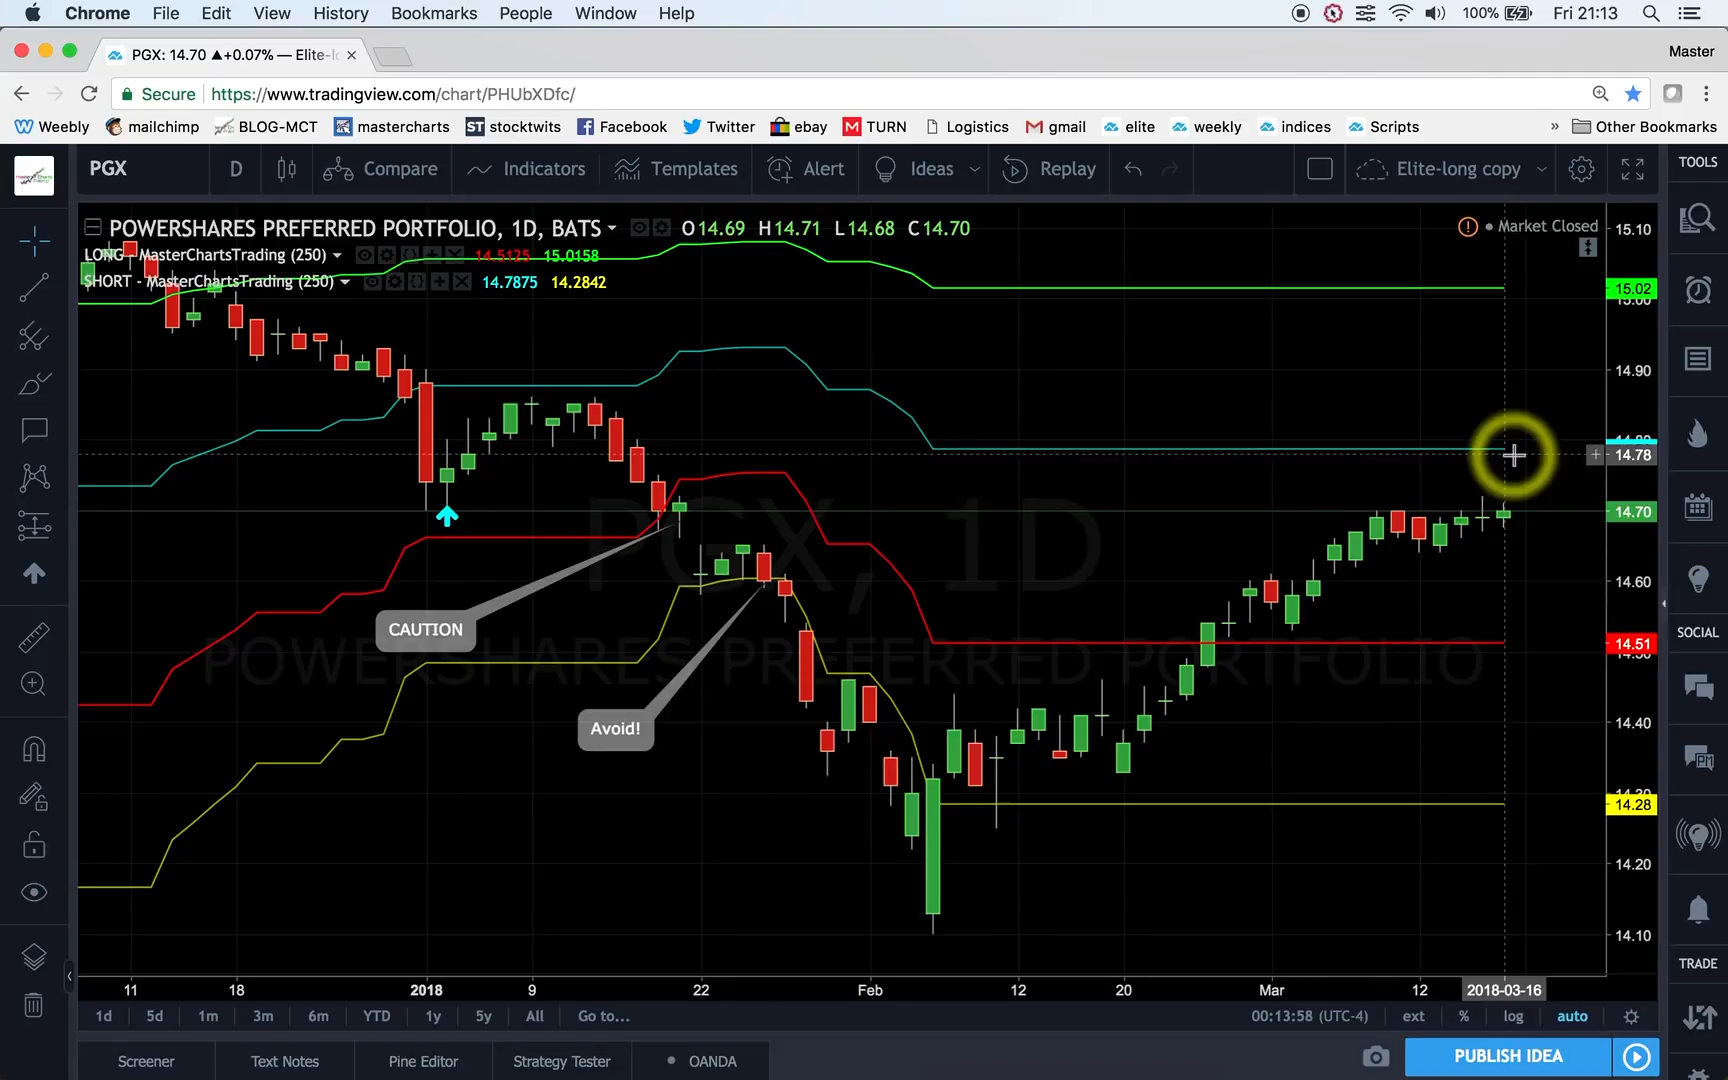 Chrome File Edit View History Bookmarks People Window Help 100% Fri 21:13
PGX: 14.70 ▲+0.07% — Elite-l Master
Secure https://www.tradingview.com/chart/PHUbXDfc/
Weebly mailchimp BLOG-MCT mastercharts ST stocktwits Facebook Twitter ebay TURN Logistics gmail elite weekly indices Scripts » Other Bookmarks
PGX D Compare Indicators Templates Alert Ideas Replay Elite-long copy TOOLS
POWERSHARES PREFERRED PORTFOLIO, 1D, BATS O14.69 H14.71 L14.68 C14.70 Market Closed
LONG - MasterChartsTrading (250) 14.5125 15.0158
SHORT - MasterChartsTrading (250) 14.7875 14.2842
15.10
15.02
15.00
14.90
14.78
14.70
14.60
14.51
14.40
14.28
14.20
14.10
PGX, 1D
POWERSHARES PREFERRED PORTFOLIO
CAUTION
Avoid!
SOCIAL
TRADE
11 18 2018 9 22 Feb 12 20 Mar 12 2018-03-16
1d 5d 1m 3m 6m YTD 1y 5y All Go to... 00:13:58 (UTC-4) ext % log auto
Screener Text Notes Pine Editor Strategy Tester OANDA PUBLISH IDEA